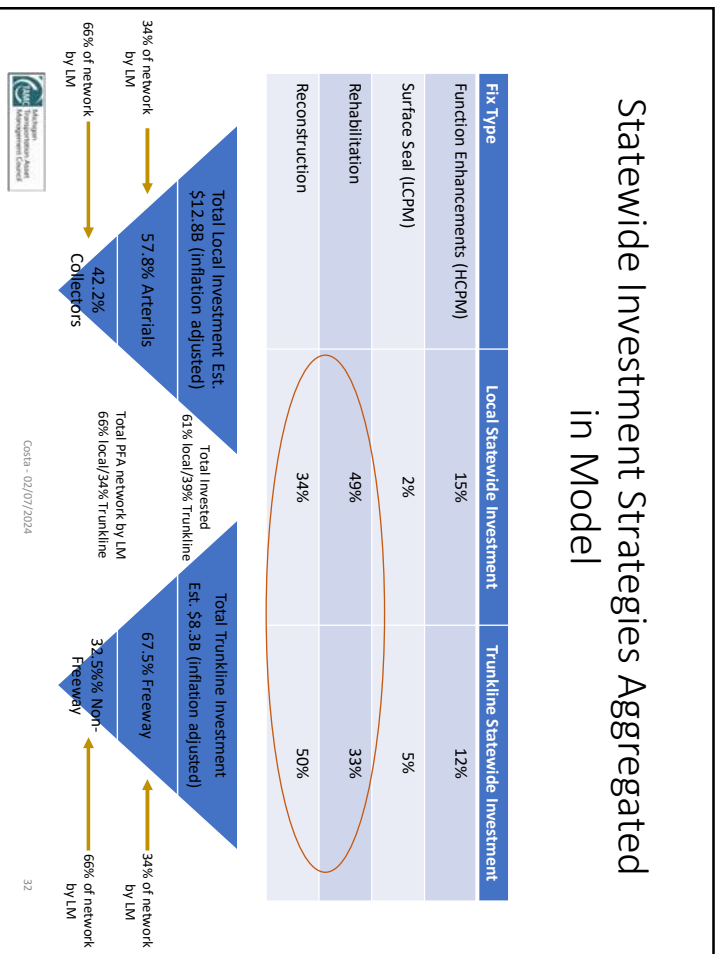 Statewide Investment Strategies Aggregated
in Model
Fix Type Local Statewide Investment Trunkline Statewide Investment
Function Enhancements (HCPM) 15% 12%
Surface Seal (LCPM) 2% 5%
Rehabilitation 49% 33%
Reconstruction 34% 50%
Total Local Investment Est.
$12.8B (inflation adjusted)
57.8% Arterials
42.2%
Collectors
34% of network
by LM
66% of network
by LM
Total Invested
61% local/39% Trunkline
Total PFA network by LM
66% local/34% Trunkline
Total Trunkline Investment
Est. $8.3B (inflation adjusted)
67.5% Freeway
32.5%% Non-
Freeway
34% of network
by LM
66% of network
by LM
Michigan
TAMC Transportation Asset
Management Council
Costa - 02/07/2024
32